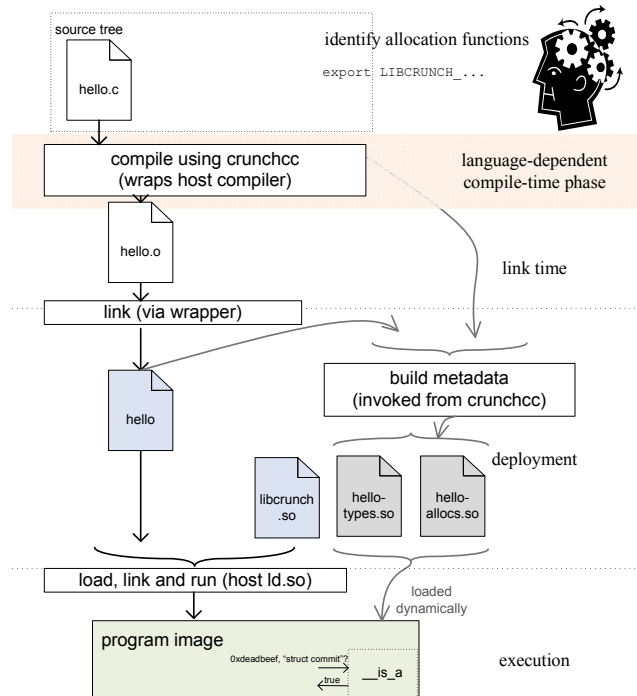 source tree
identify allocation functions
export LIBCRUNCH_...
hello.c
compile using crunchcc
(wraps host compiler)
language-dependent
compile-time phase
hello.o
link time
link (via wrapper)
build metadata
(invoked from crunchcc)
hello
deployment
libcrunch
.so
hello-
types.so
hello-
allocs.so
load, link and run (host ld.so)
loaded
dynamically
program image
0xdeadbeef, “struct commit”?
true
__is_a
execution